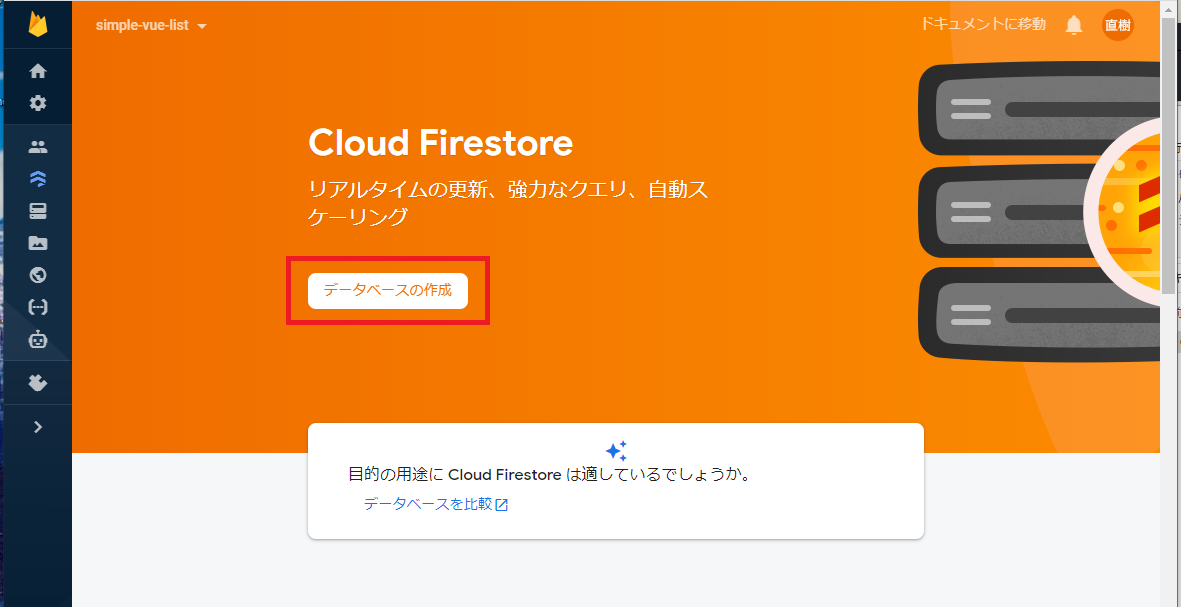 simple-vue-list
ドキュメントに移動
直樹
Cloud Firestore
リアルタイムの更新、強力なクエリ、自動ス
ケーリング
データベースの作成
目的の用途に Cloud Firestore は適しているでしょうか。
データベースを比較